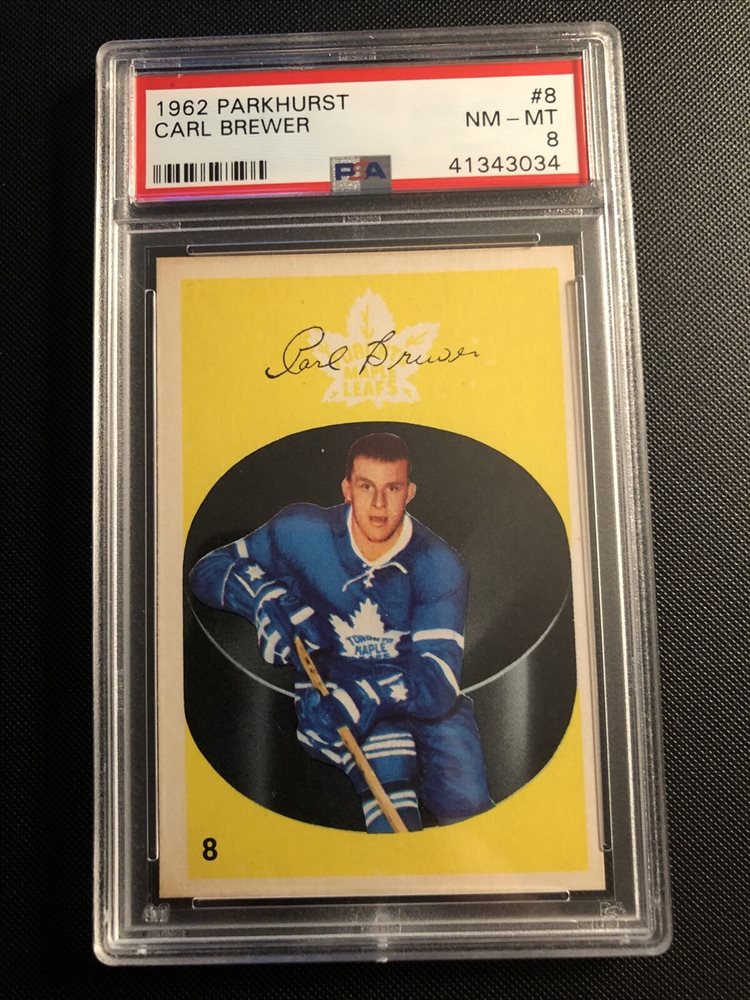 1962 PARKHURST #8
CARL BREWER NM-MT
8
PSA 41343034
Carl Brewer
TORONTO
MAPLE
LEAFS
TORONTO
MAPLE
LEAFS
8